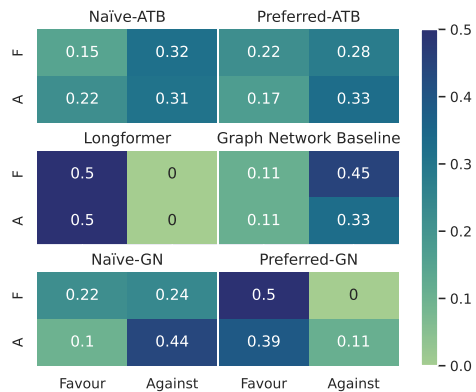 Naïve-ATB Preferred-ATB
F 0.15 0.32 0.22 0.28
A 0.22 0.31 0.17 0.33
Longformer Graph Network Baseline
F 0.5 0 0.11 0.45
A 0.5 0 0.11 0.33
Naïve-GN Preferred-GN
F 0.22 0.24 0.5 0
A 0.1 0.44 0.39 0.11
Favour Against Favour Against
0.5
0.4
0.3
0.2
0.1
0.0